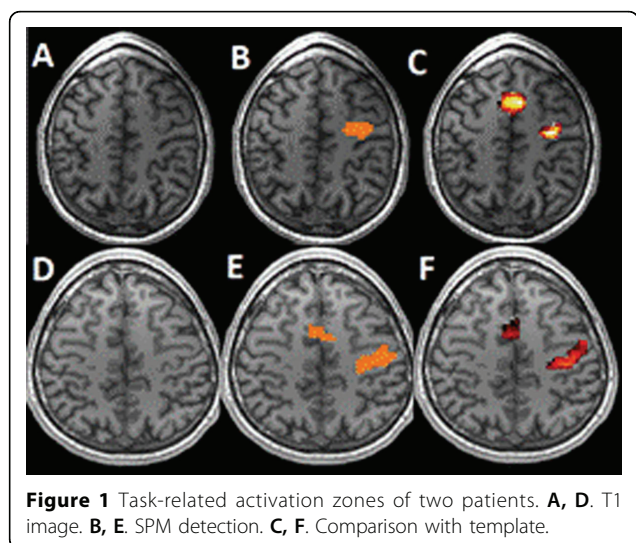 A B C
D E F
Figure 1 Task-related activation zones of two patients. A, D. T1
image. B, E. SPM detection. C, F. Comparison with template.